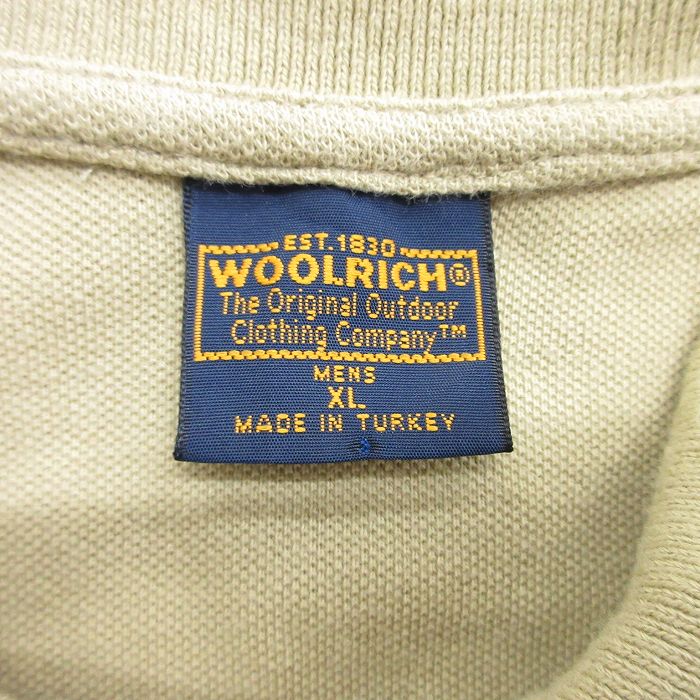 EST. 1830
WOOLRICH®
The Original Outdoor
Clothing Company™
MENS
XL
MADE IN TURKEY